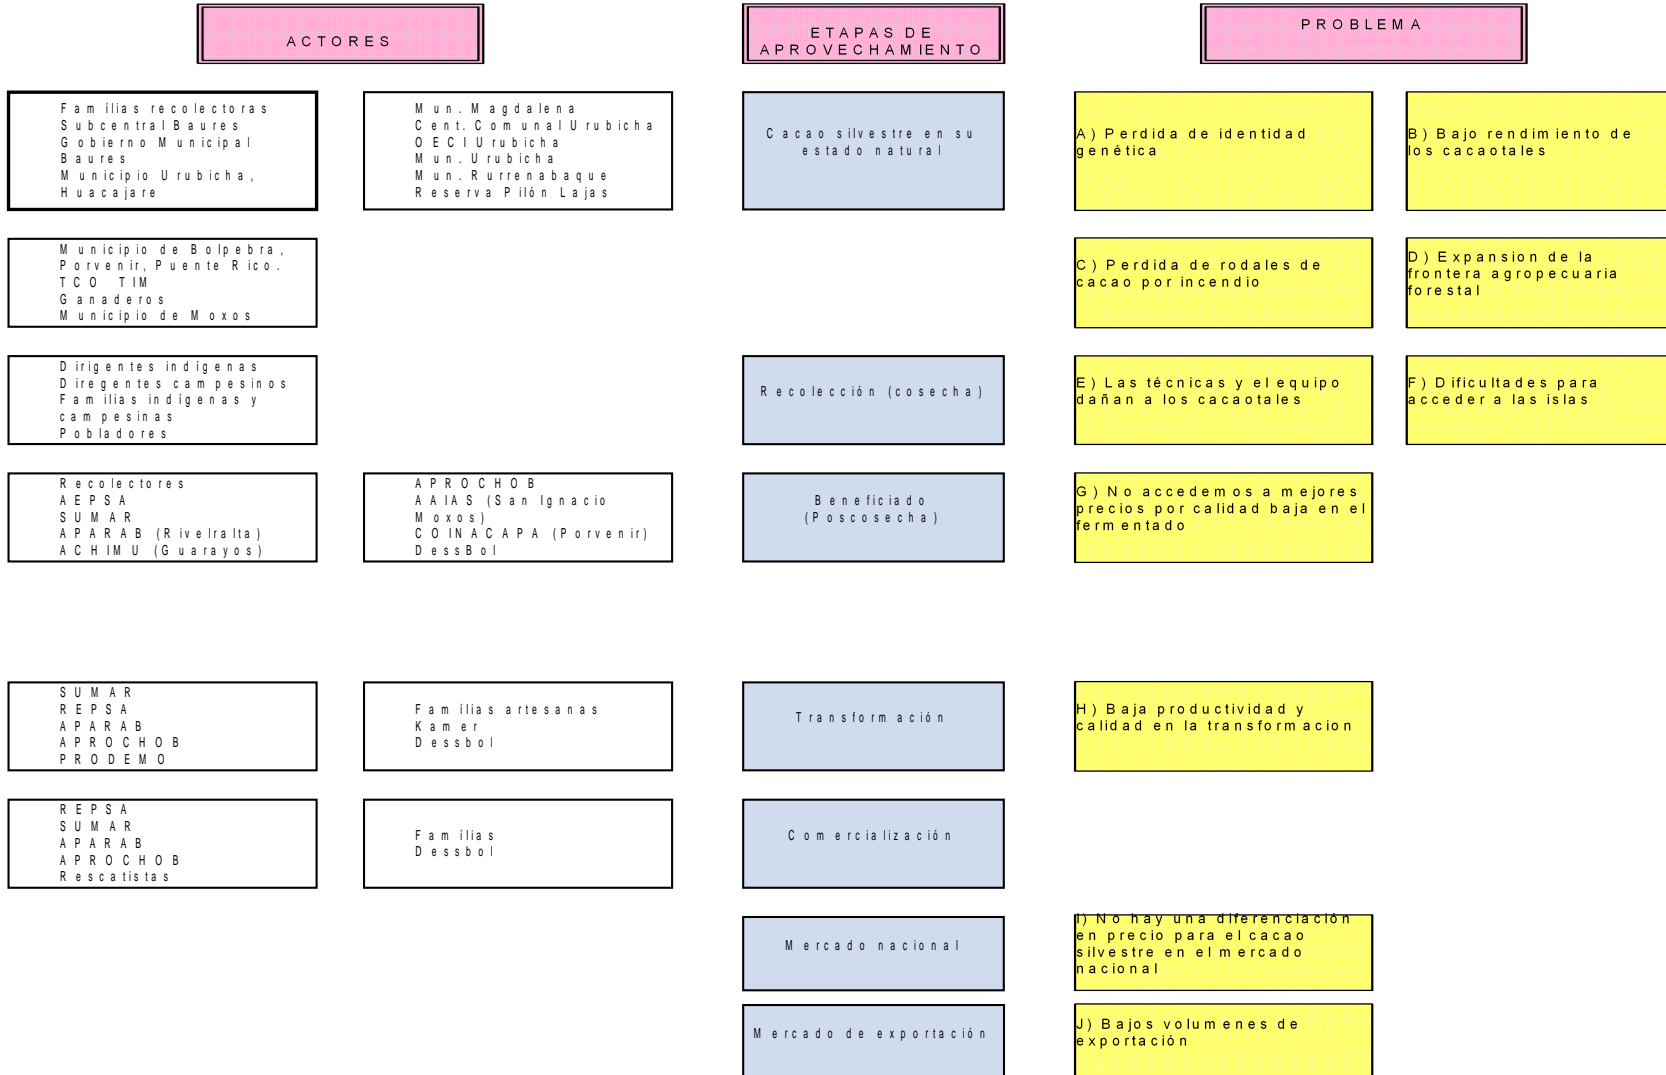 ACTORES
ETAPAS DE
APROVECHAMIENTO
PROBLEMA
Famílias recolectoras
Subcentral Baures
Gobierno Municipal
Baures
Municipio Urubicha,
Huacajare
Mun. Magdalena
Cent. Comunal Urubicha
OECI Urubicha
Mun. Urubicha
Mun. Rurrenabaque
Reserva Pilón Lajas
Cacao silvestre en su
estado natural
A) Perdida de identidad
genética
B) Bajo rendimiento de
los cacaotales
Municipio de Bolpebra,
Porvenir, Puente Rico.
TCO TIM
Ganaderos
Municipio de Moxos
C) Perdida de rodales de
cacao por incendio
D) Expansion de la
frontera agropecuaria
forestal
Dirigentes indígenas
Diregentes campesinos
Familias indígenas y
campesinas
Pobladores
Recolección (cosecha)
E) Las técnicas y el equipo
dañan a los cacaotales
F) Dificultades para
acceder a las islas
Recolectores
AEPSA
SUMAR
APARAB (Rivelralta)
ACHIMU (Guarayos)
APROCHOB
AAIAS (San Ignacio
Moxos)
COINACAPA (Porvenir)
DessBol
Beneficiado
(Poscosecha)
G) No accedemos a mejores
precios por calidad baja en el
fermentado
SUMAR
REPSA
APARAB
APROCHOB
PRODEMO
Famílias artesanas
Kamer
Dessbol
Transformación
H) Baja productividad y
calidad en la transformacion
REPSA
SUMAR
APARAB
APROCHOB
Rescatistas
Famílias
Dessbol
Comercialización
Mercado nacional
I) No hay una diferenciación
en precio para el cacao
silvestre en el mercado
nacional
Mercado de exportación
J) Bajos volumenes de
exportación